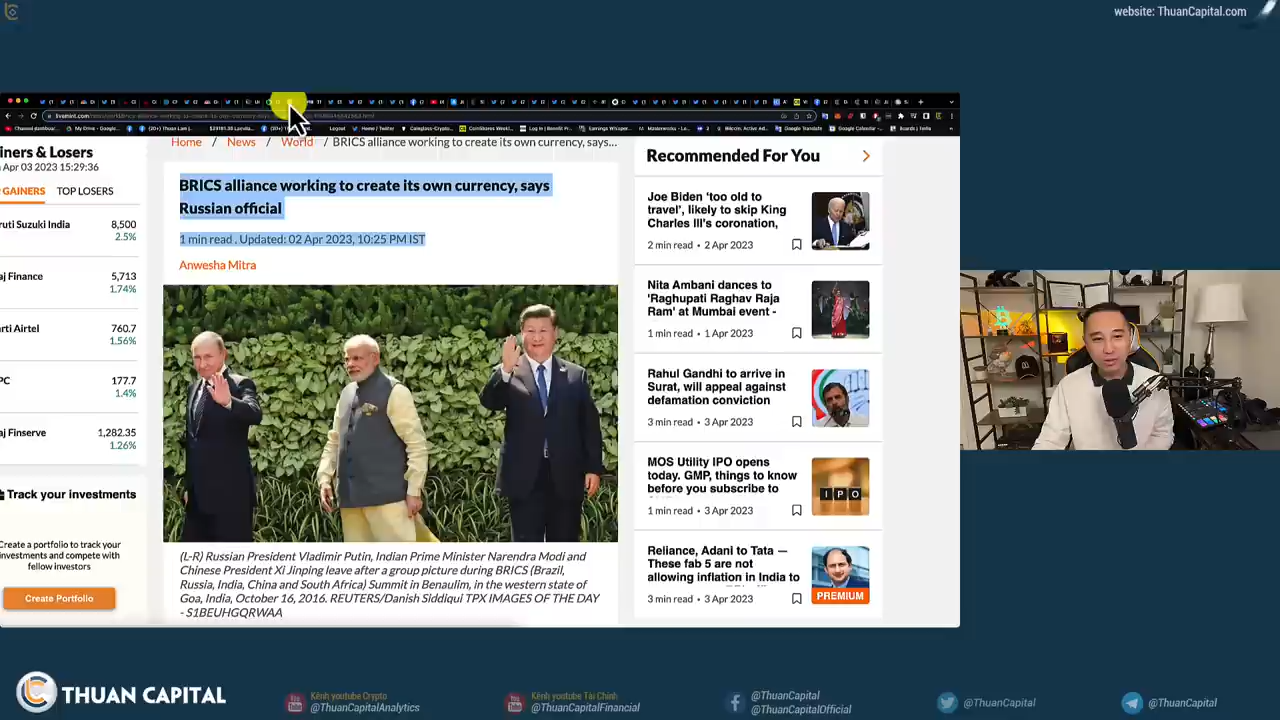 website: ThuanCapital.com
iners & Losers
Apr 03 2023 15:29:36
GAINERS
TOP LOSERS
ruti Suzuki India
8,500
2.5%
aj Finance
5,713
1.74%
arti Airtel
760.7
1.56%
PC
177.7
1.4%
aj Finserve
1,282.35
1.26%
Track your investments
Create a portfolio to track your
investments and compete with
fellow investors
Create Portfolio
Home / News / World / BRICS alliance working to create its own currency, says...
BRICS alliance working to create its own currency, says
Russian official
1 min read . Updated: 02 Apr 2023, 10:25 PM IST
Anwesha Mitra
(L-R) Russian President Vladimir Putin, Indian Prime Minister Narendra Modi and
Chinese President Xi Jinping leave after a group picture during BRICS (Brazil,
Russia, India, China and South Africa) Summit in Benaulim, in the western state of
Goa, India, October 16, 2016. REUTERS/Danish Siddiqui TPX IMAGES OF THE DAY
- S1BEUHGQRWAA
Recommended For You
Joe Biden ‘too old to
travel’, likely to skip King
Charles III's coronation,
2 min read • 2 Apr 2023
Nita Ambani dances to
'Raghupati Raghav Raja
Ram' at Mumbai event -
1 min read • 1 Apr 2023
Rahul Gandhi to arrive in
Surat, will appeal against
defamation conviction
3 min read • 3 Apr 2023
MOS Utility IPO opens
today. GMP, things to know
before you subscribe to
1 min read • 3 Apr 2023
IPO
Reliance, Adani to Tata —
These fab 5 are not
allowing inflation in India to
3 min read • 3 Apr 2023
PREMIUM
THUAN CAPITAL
Kênh youtube Crypto
@ThuanCapitalAnalytics
Kênh youtube Tài Chính
@ThuanCapitalFinancial
@ThuanCapital
@ThuanCapitalOfficial
@ThuanCapital
@ThuanCapital